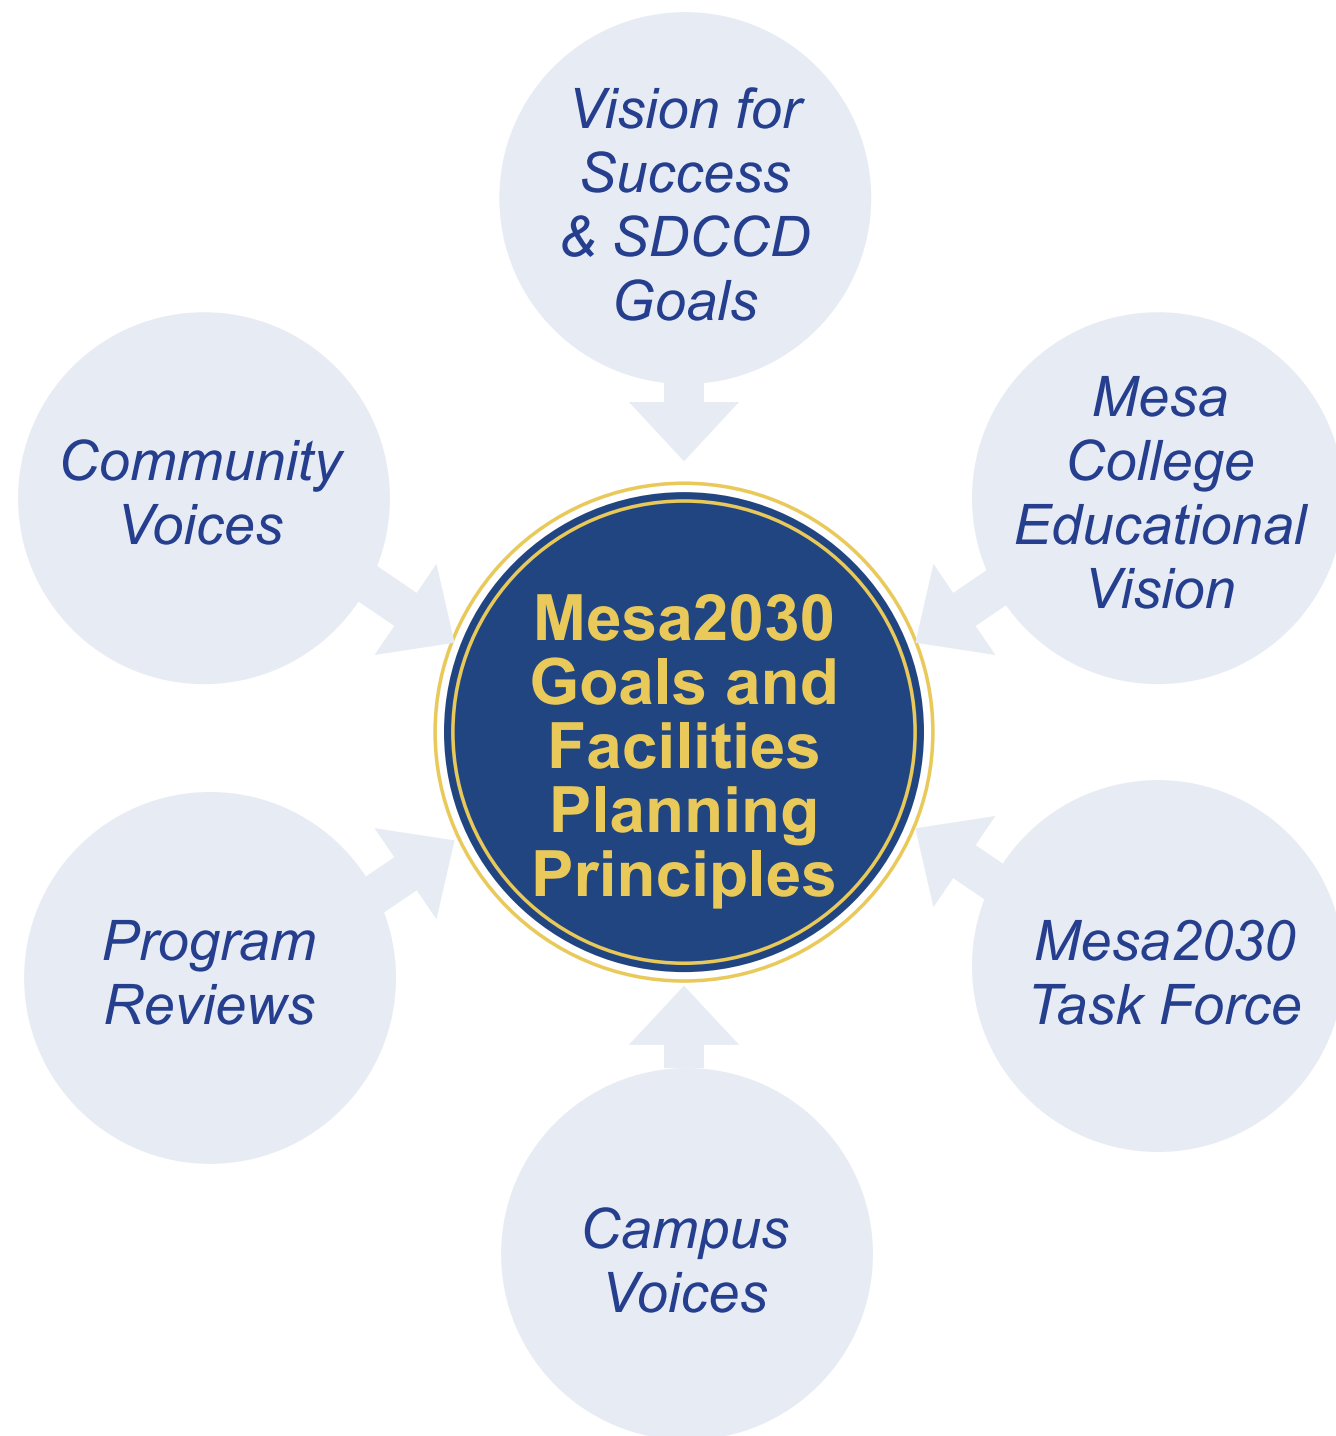 Vision for
Success
& SDCCD
Goals
Community
Voices
Mesa
College
Educational
Vision
Mesa2030
Goals and
Facilities
Planning
Principles
Program
Reviews
Mesa2030
Task Force
Campus
Voices